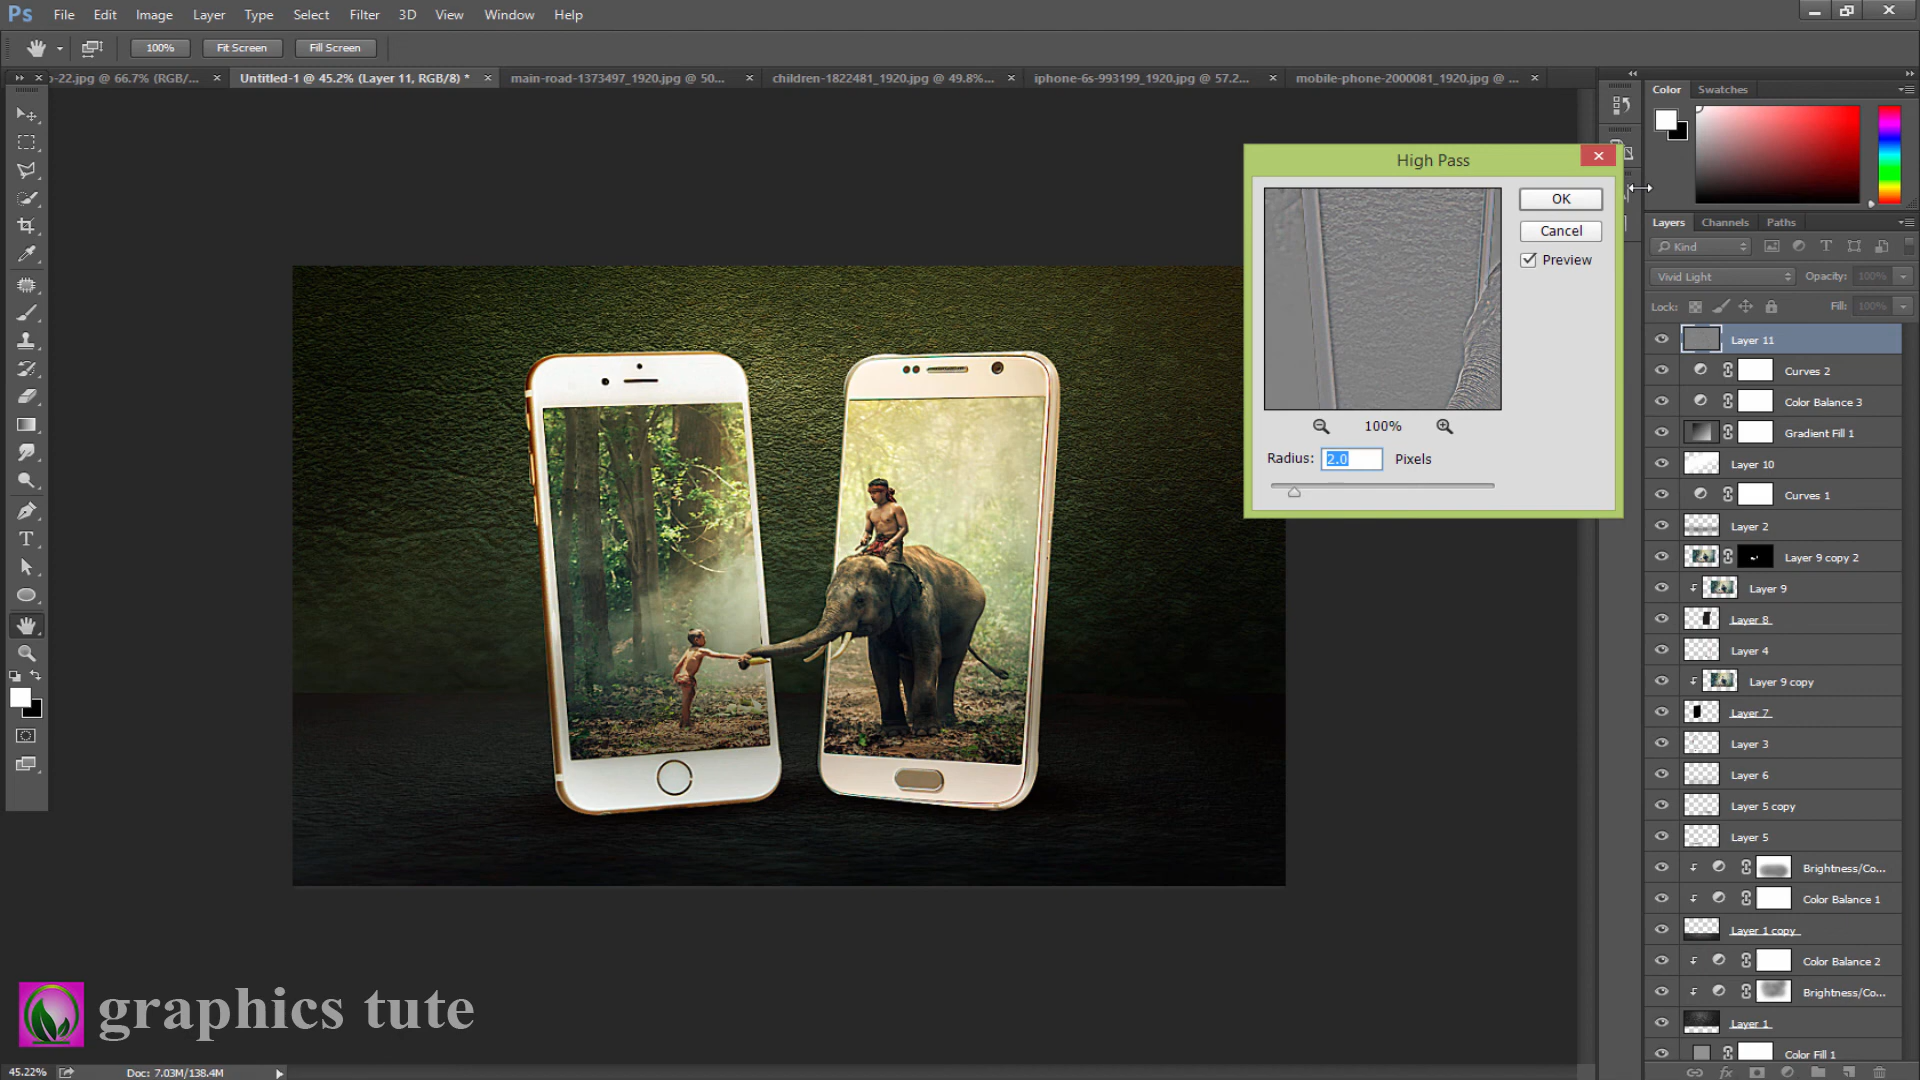 Ps File Edit Image Layer Type Select Filter 3D View Window Help
100% Fit Screen Fill Screen
o-22.jpg @ 66.7% (RGB/... × Untitled-1 @ 45.2% (Layer 11, RGB/8) * × main-road-1373497_1920.jpg @ 50... × children-1822481_1920.jpg @ 49.8%... × iphone-6s-993199_1920.jpg @ 57.2... × mobile-phone-2000081_1920.jpg @ ... ×
Color Swatches
High Pass
OK
Cancel
Preview
100%
Radius: 2.0 Pixels
Layers Channels Paths
Kind
Vivid Light Opacity: 100%
Lock: Fill: 100%
Layer 11
Curves 2
Color Balance 3
Gradient Fill 1
Layer 10
Curves 1
Layer 2
Layer 9 copy 2
Layer 9
Layer 8
Layer 4
Layer 9 copy
Layer 7
Layer 3
Layer 6
Layer 5 copy
Layer 5
Brightness/Co...
Color Balance 1
Layer 1 copy
Color Balance 2
Brightness/Co...
Layer 1
Color Fill 1
graphics tute
45.22% Doc: 7.03M/138.4M